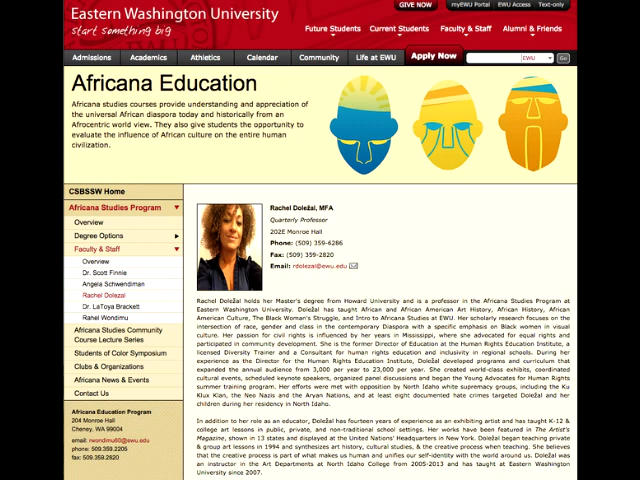 Eastern Washington University
start something big
GIVE NOW
myEWU Portal EWU Access Text-only
Future Students Current Students Faculty & Staff Alumni & Friends
Admissions Academics Athletics Calendar Community Life at EWU Apply Now EWU Go
Africana Education
Africana studies courses provide understanding and appreciation of
the universal African diaspora today and historically from an
Afrocentric world view. They also give students the opportunity to
evaluate the influence of African culture on the entire human
civilization.
CSBSSW Home
Africana Studies Program
Overview
Degree Options
Faculty & Staff
Overview
Dr. Scott Finnie
Angela Schwendiman
Rachel Dolezal
Dr. LaToya Brackett
Rahel Wondimu
Africana Studies Community
Course Lecture Series
Students of Color Symposium
Clubs & Organizations
Africana News & Events
Contact Us
Africana Education Program
204 Monroe Hall
Cheney, WA 99004
email: rwondimu60@ewu.edu
phone: 509.359.2205
fax: 509.359.2820
Rachel Doležal, MFA
Quarterly Professor
202E Monroe Hall
Phone: (509) 359-6286
Fax: (509) 359-2820
Email: rdolezal@ewu.edu
Rachel Doležal holds her Master's degree from Howard University and is a professor in the Africana Studies Program at
Eastern Washington University. Doležal has taught African and African American Art History, African History, African
American Culture, The Black Woman's Struggle, and Intro to Africana Studies at EWU. Her scholarly research focuses on the
intersection of race, gender and class in the contemporary Diaspora with a specific emphasis on Black women in visual
culture. Her passion for civil rights is influenced by her years in Mississippi, where she advocated for equal rights and
participated in community development. She is the former Director of Education at the Human Rights Education Institute, a
licensed Diversity Trainer and a Consultant for human rights education and inclusivity in regional schools. During her
experience as the Director for the Human Rights Education Institute, Doležal developed programs and curriculum that
expanded the annual audience from 3,000 per year to 23,000 per year. She created world-class exhibits, coordinated
cultural events, scheduled keynote speakers, organized panel discussions and began the Young Advocates for Human Rights
summer training program. Her efforts were met with opposition by North Idaho white supremacy groups, including the Ku
Klux Klan, the Neo Nazis and the Aryan Nations, and at least eight documented hate crimes targeted Doležal and her
children during her residency in North Idaho.
In addition to her role as an educator, Doležal has fourteen years of experience as an exhibiting artist and has taught K-12 &
college art lessons in public, private, and non-traditional school settings. Her works have been featured in The Artist's
Magazine, shown in 13 states and displayed at the United Nations' Headquarters in New York. Doležal began teaching private
& group art lessons in 1994 and synthesizes art history, cultural studies, & the creative process when teaching. She believes
that the creative process is part of what makes us human and unifies our self-identity with the world around us. Doležal was
an instructor in the Art Departments at North Idaho College from 2005-2013 and has taught at Eastern Washington
University since 2007.